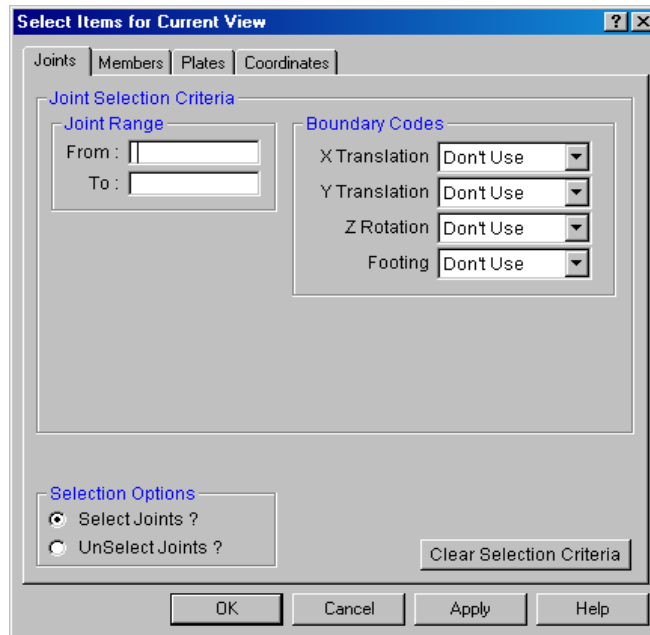 Select Items for Current View
Joints Members Plates Coordinates
Joint Selection Criteria
Joint Range
From :
To :
Boundary Codes
X Translation Don't Use
Y Translation Don't Use
Z Rotation Don't Use
Footing Don't Use
Selection Options
Select Joints ?
UnSelect Joints ?
Clear Selection Criteria
OK Cancel Apply Help